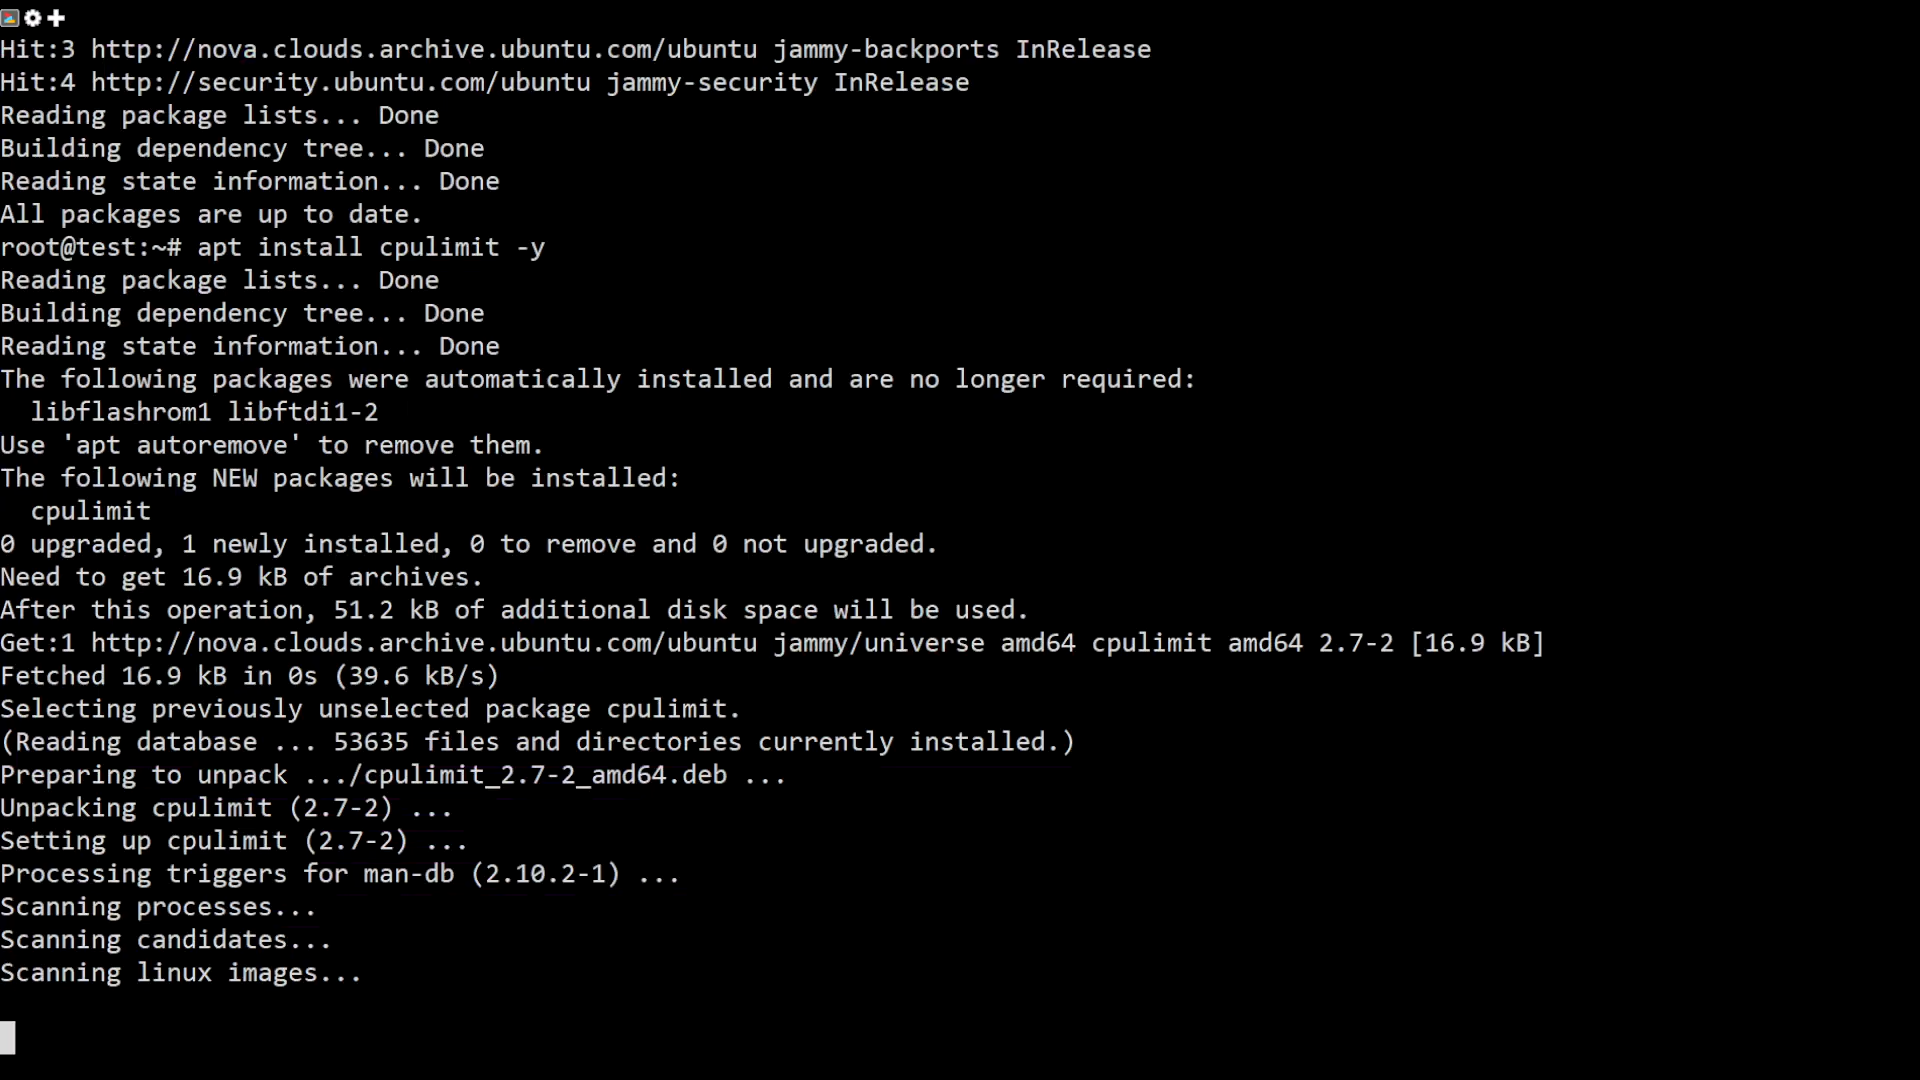 Hit:3 http://nova.clouds.archive.ubuntu.com/ubuntu jammy-backports InRelease
Hit:4 http://security.ubuntu.com/ubuntu jammy-security InRelease
Reading package lists... Done
Building dependency tree... Done
Reading state information... Done
All packages are up to date.
root@test:~# apt install cpulimit -y
Reading package lists... Done
Building dependency tree... Done
Reading state information... Done
The following packages were automatically installed and are no longer required:
  libflashrom1 libftdi1-2
Use 'apt autoremove' to remove them.
The following NEW packages will be installed:
  cpulimit
0 upgraded, 1 newly installed, 0 to remove and 0 not upgraded.
Need to get 16.9 kB of archives.
After this operation, 51.2 kB of additional disk space will be used.
Get:1 http://nova.clouds.archive.ubuntu.com/ubuntu jammy/universe amd64 cpulimit amd64 2.7-2 [16.9 kB]
Fetched 16.9 kB in 0s (39.6 kB/s)
Selecting previously unselected package cpulimit.
(Reading database ... 53635 files and directories currently installed.)
Preparing to unpack .../cpulimit_2.7-2_amd64.deb ...
Unpacking cpulimit (2.7-2) ...
Setting up cpulimit (2.7-2) ...
Processing triggers for man-db (2.10.2-1) ...
Scanning processes...
Scanning candidates...
Scanning linux images...